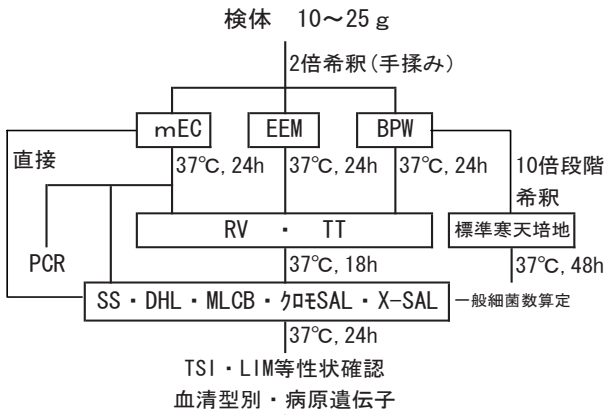 検体 10～25ｇ
2倍希釈(手揉み)
ｍEC
EEM
BPW
直接
37℃, 24h
37℃, 24h
37℃, 24h
10倍段階
希釈
RV ・ TT
標準寒天培地
PCR
37℃, 18h
37℃, 48h
SS・DHL・MLCB・ｸﾛﾓSAL・X-SAL
一般細菌数算定
37℃, 24h
TSI・LIM等性状確認
血清型別・病原遺伝子